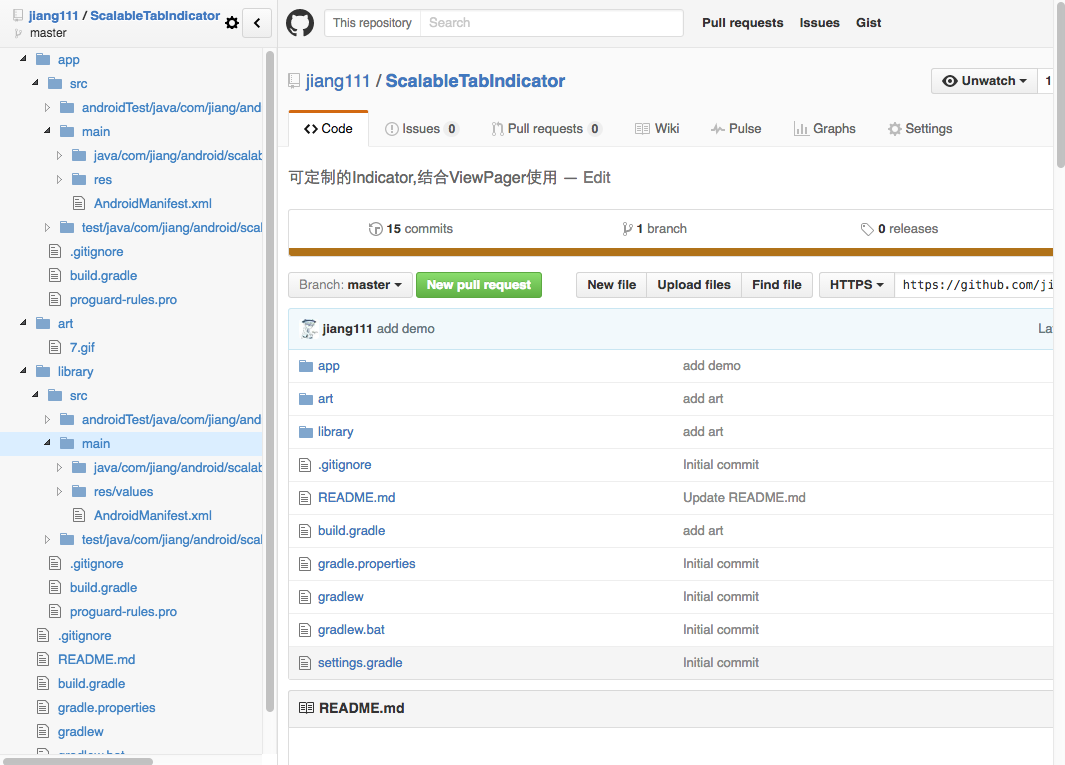 jiang111 / ScalableTabIndicator
master
app
src
androidTest/java/com/jiang/and
main
java/com/jiang/android/scalab
res
AndroidManifest.xml
test/java/com/jiang/android/scal
.gitignore
build.gradle
proguard-rules.pro
art
7.gif
library
src
androidTest/java/com/jiang/and
main
java/com/jiang/android/scalab
res/values
AndroidManifest.xml
test/java/com/jiang/android/scal
.gitignore
build.gradle
proguard-rules.pro
.gitignore
README.md
build.gradle
gradle.properties
gradlew
gradlew.bat
This repository Search Pull requests Issues Gist
jiang111 / ScalableTabIndicator Unwatch 1
Code Issues 0 Pull requests 0 Wiki Pulse Graphs Settings
可定制的Indicator,结合ViewPager使用 — Edit
15 commits 1 branch 0 releases
Branch: master New pull request New file Upload files Find file HTTPS https://github.com/ji
jiang111 add demo La
app add demo
art add art
library add art
.gitignore Initial commit
README.md Update README.md
build.gradle add art
gradle.properties Initial commit
gradlew Initial commit
gradlew.bat Initial commit
settings.gradle Initial commit
README.md